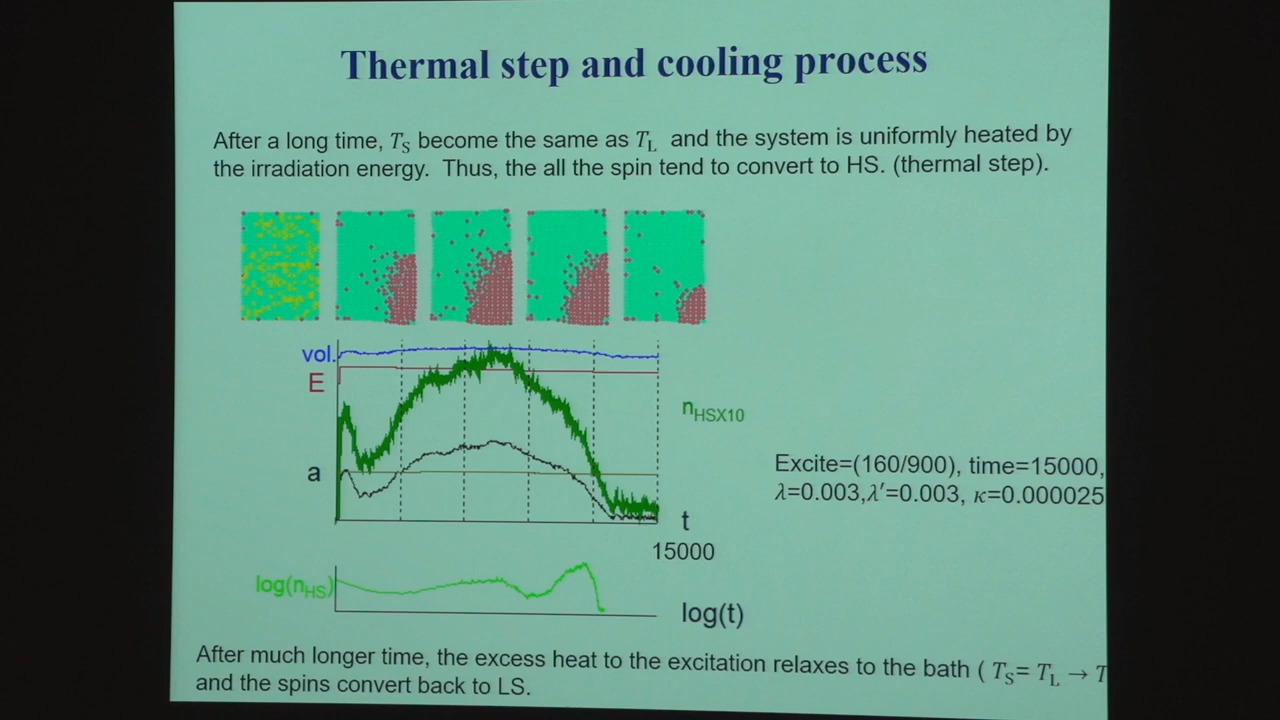 Thermal step and cooling process
After a long time, T_S become the same as T_L and the system is uniformly heated by
the irradiation energy. Thus, the all the spin tend to convert to HS. (thermal step).
vol.
E
n_HSX10
a
Excite=(160/900), time=15000,
λ=0.003,λ′=0.003, κ=0.000025
t
15000
log(n_HS)
log(t)
After much longer time, the excess heat to the excitation relaxes to the bath ( T_S= T_L → T
and the spins convert back to LS.